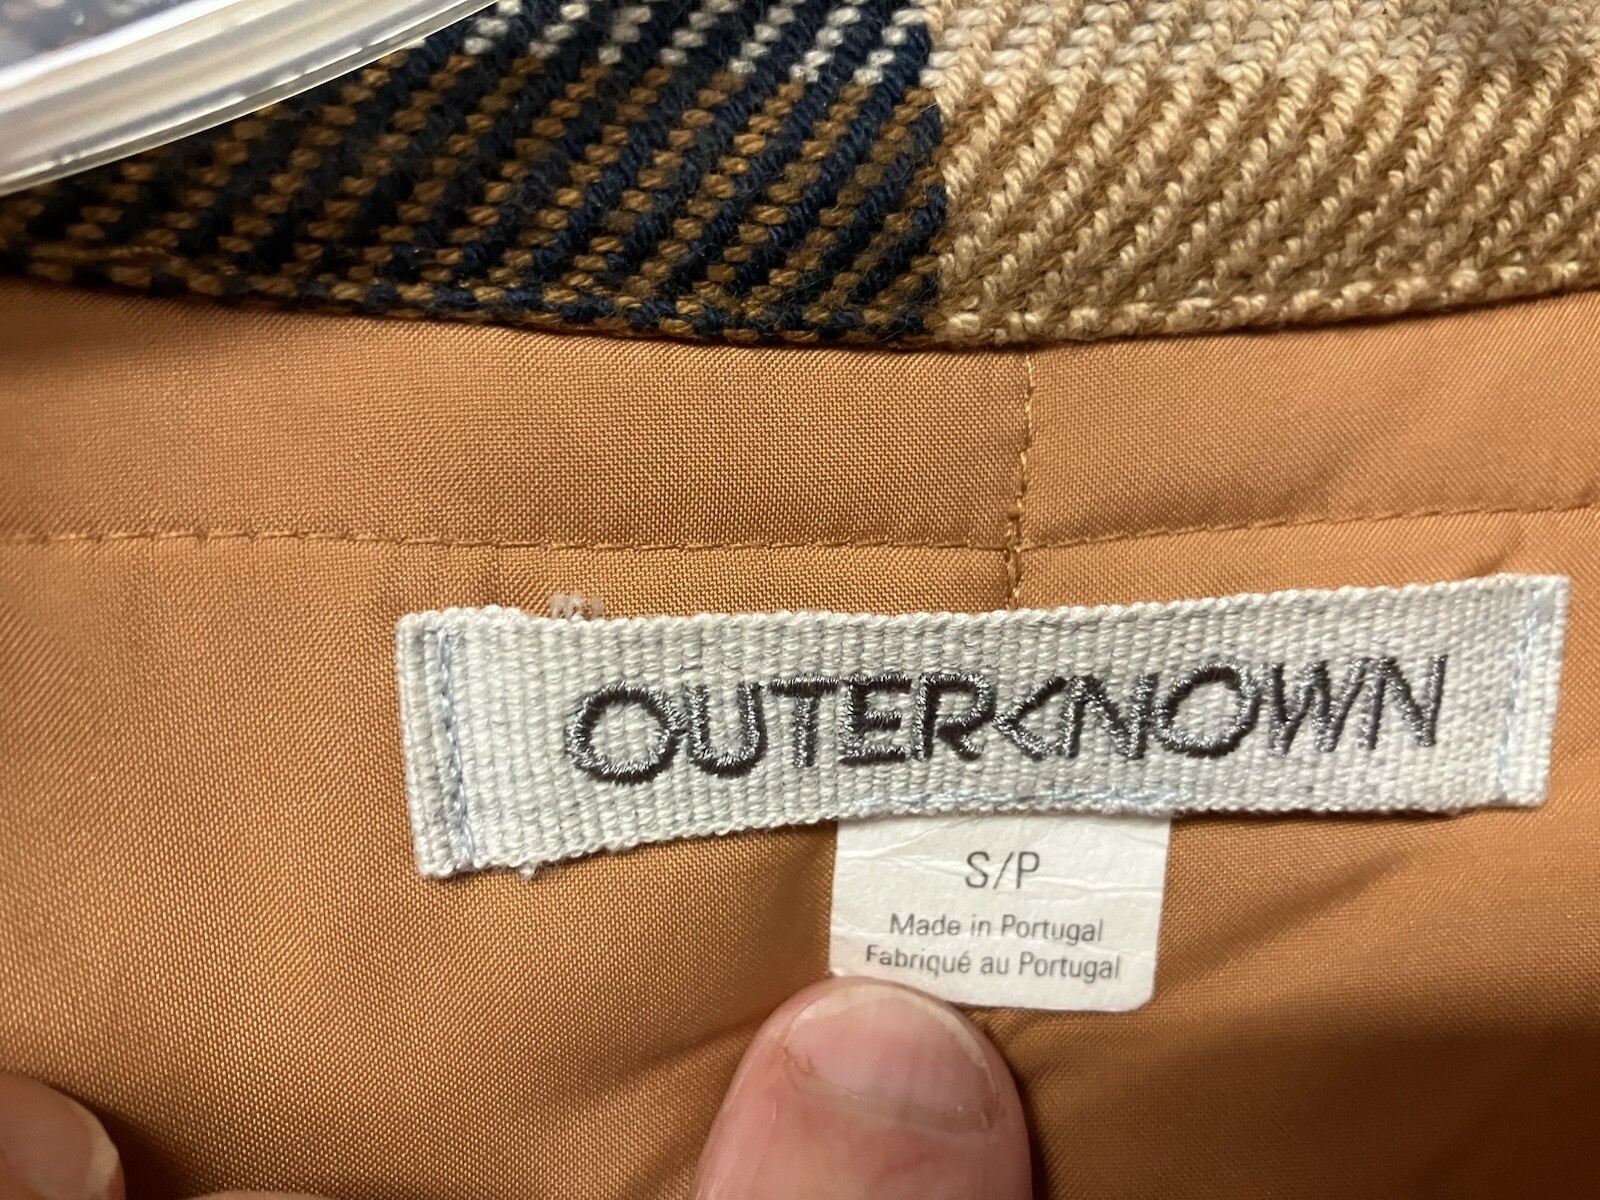 OUTERKNOWN
S/P
Made in Portugal
Fabriqué au Portugal